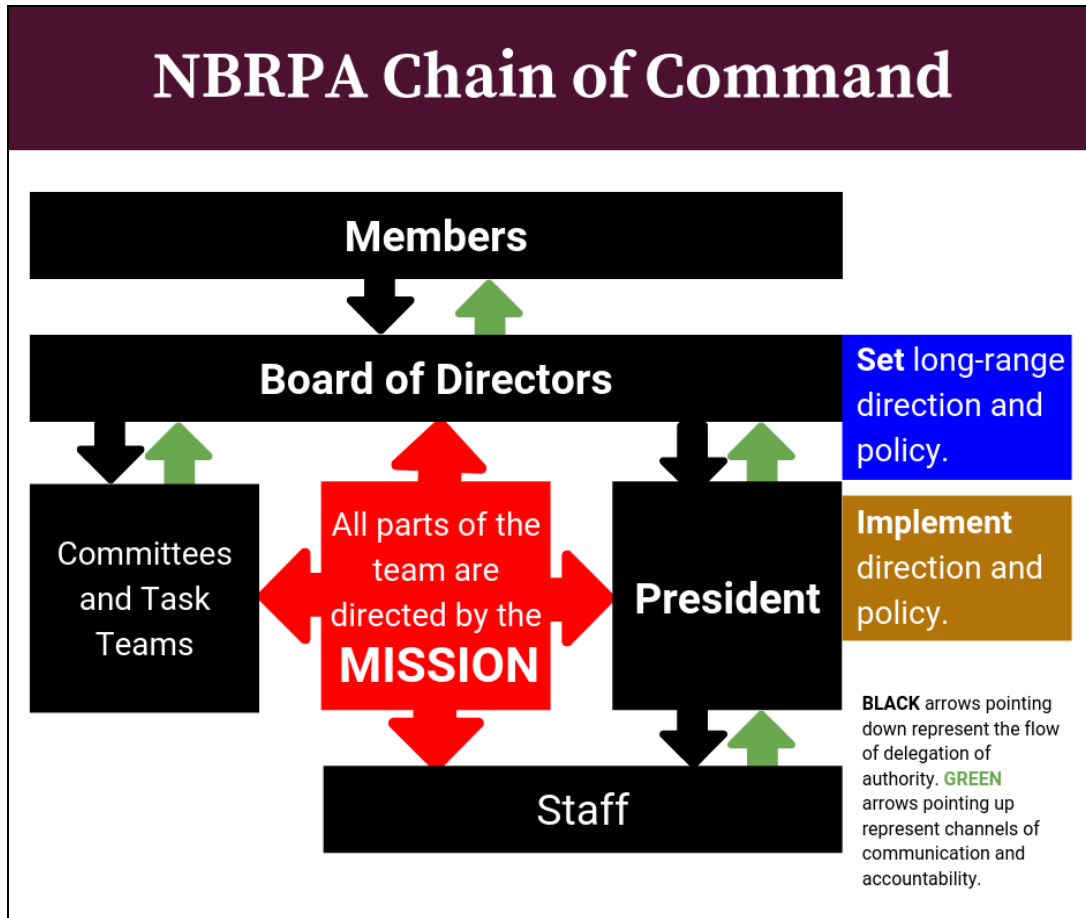 NBRPA Chain of Command
Members
Board of Directors
Set long-range
direction and
policy.
Committees
and Task
Teams
All parts of the
team are
directed by the
MISSION
President
Implement
direction and
policy.
Staff
BLACK arrows pointing
down represent the flow
of delegation of
authority. GREEN
arrows pointing up
represent channels of
communication and
accountability.